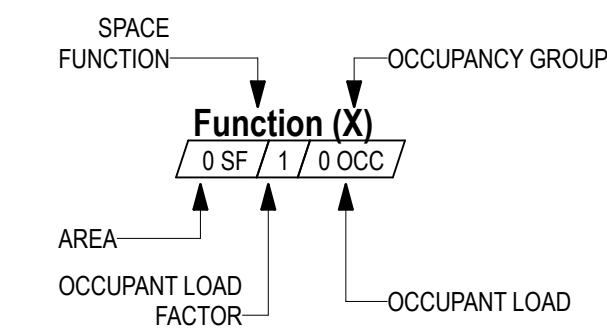 SPACE
FUNCTION
OCCUPANCY GROUP
Function (X)
0 SF 1 0 OCC
AREA
OCCUPANT LOAD
FACTOR
OCCUPANT LOAD